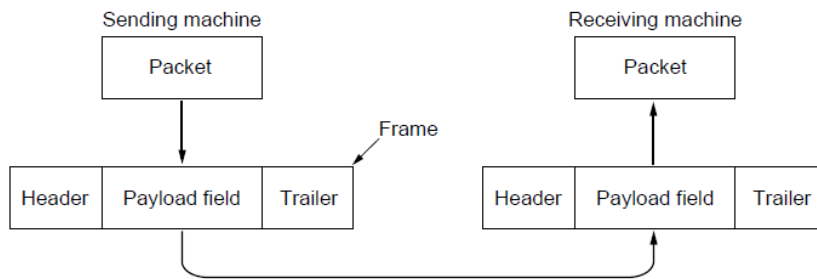 Sending machine
Receiving machine
Packet
Packet
Frame
Header Payload field Trailer
Header Payload field Trailer